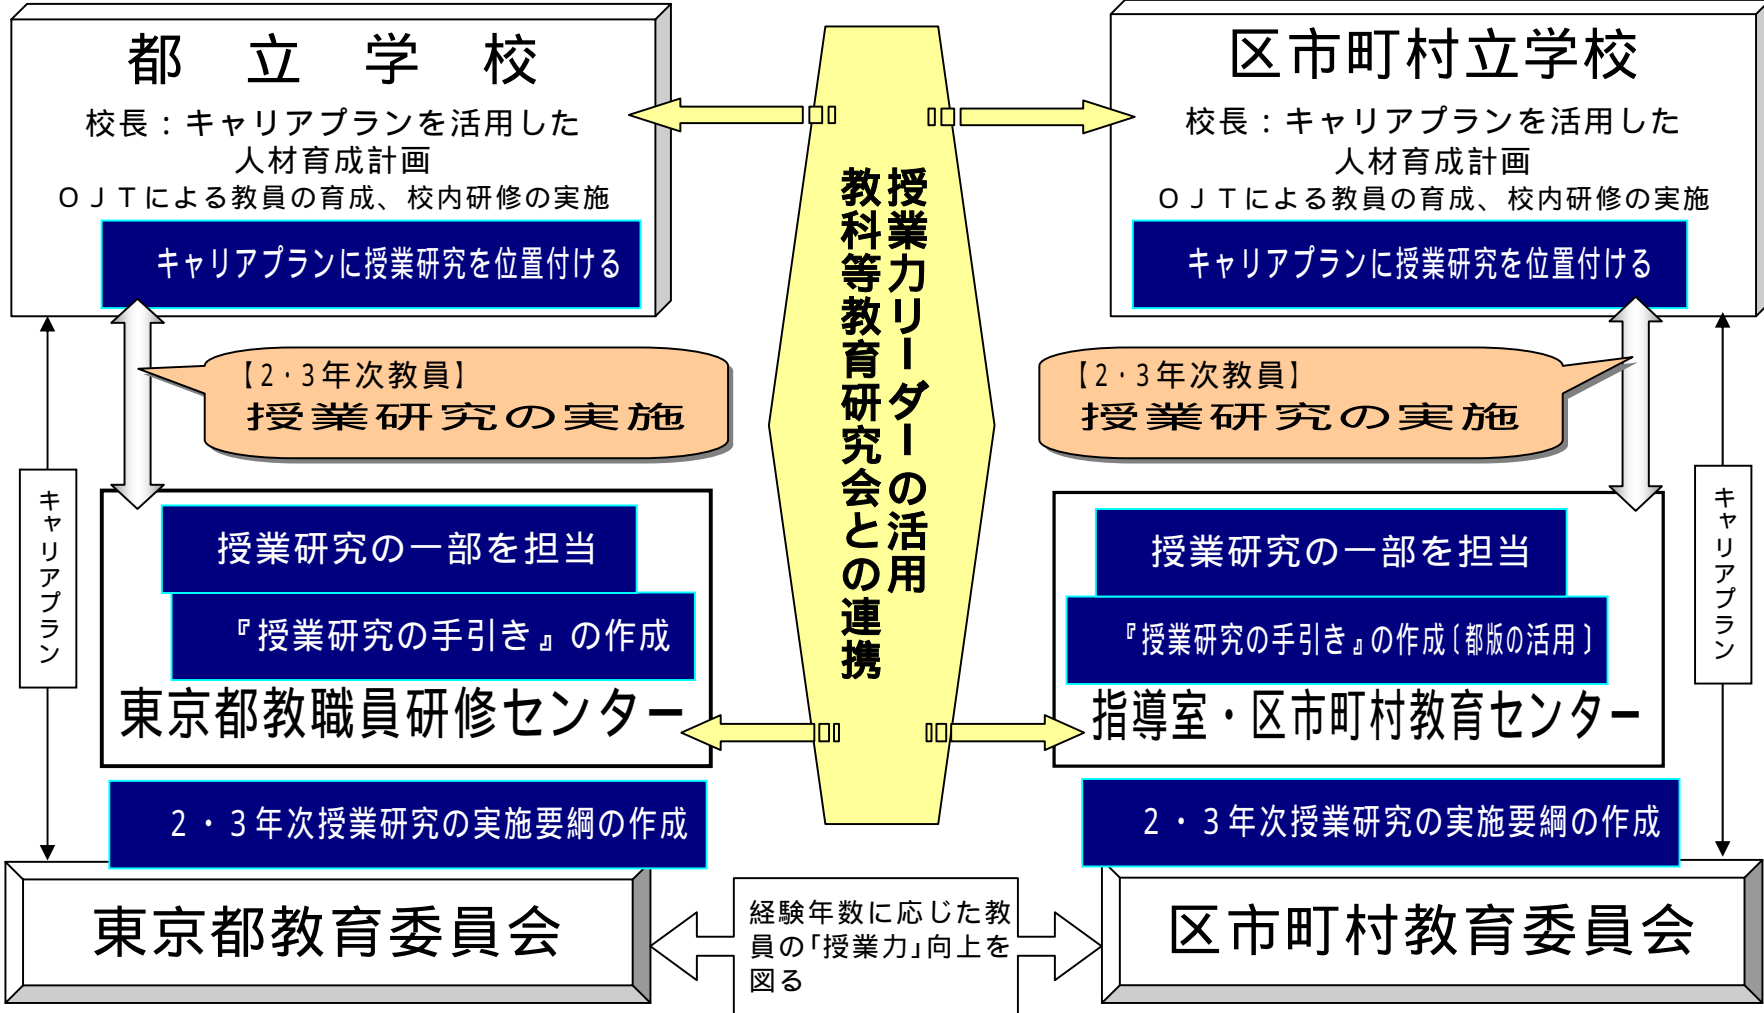 都立学校
校長：キャリアプランを活用した
人材育成計画
ＯＪＴによる教員の育成、校内研修の実施
キャリアプランに授業研究を位置付ける
【2・3年次教員】
授業研究の実施
キャリアプラン
授業研究の一部を担当
『授業研究の手引き』の作成
東京都教職員研修センター
２・３年次授業研究の実施要綱の作成
東京都教育委員会
授業力リーダーの活用
教科等教育研究会との連携
経験年数に応じた教
員の「授業力」向上を
図る
区市町村立学校
校長：キャリアプランを活用した
人材育成計画
ＯＪＴによる教員の育成、校内研修の実施
キャリアプランに授業研究を位置付ける
【2・3年次教員】
授業研究の実施
キャリアプラン
授業研究の一部を担当
『授業研究の手引き』の作成〔都版の活用〕
指導室・区市町村教育センター
２・３年次授業研究の実施要綱の作成
区市町村教育委員会